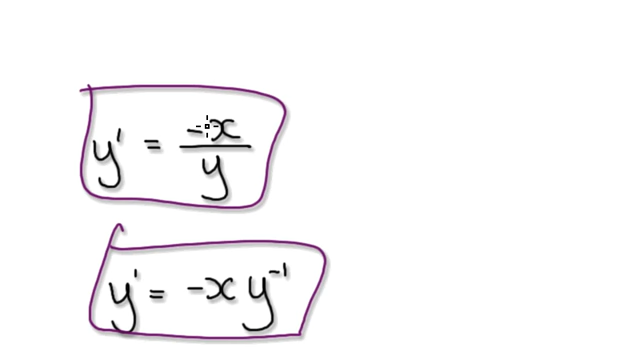 y' = -x/y
y' = -x y⁻¹